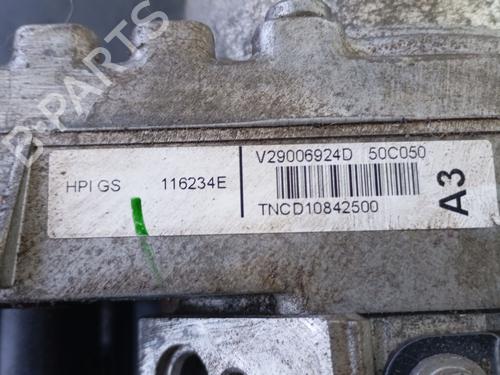 B-PARTS
V29006924D 50C050
HPI GS 116234E
TNCD10842500
A3